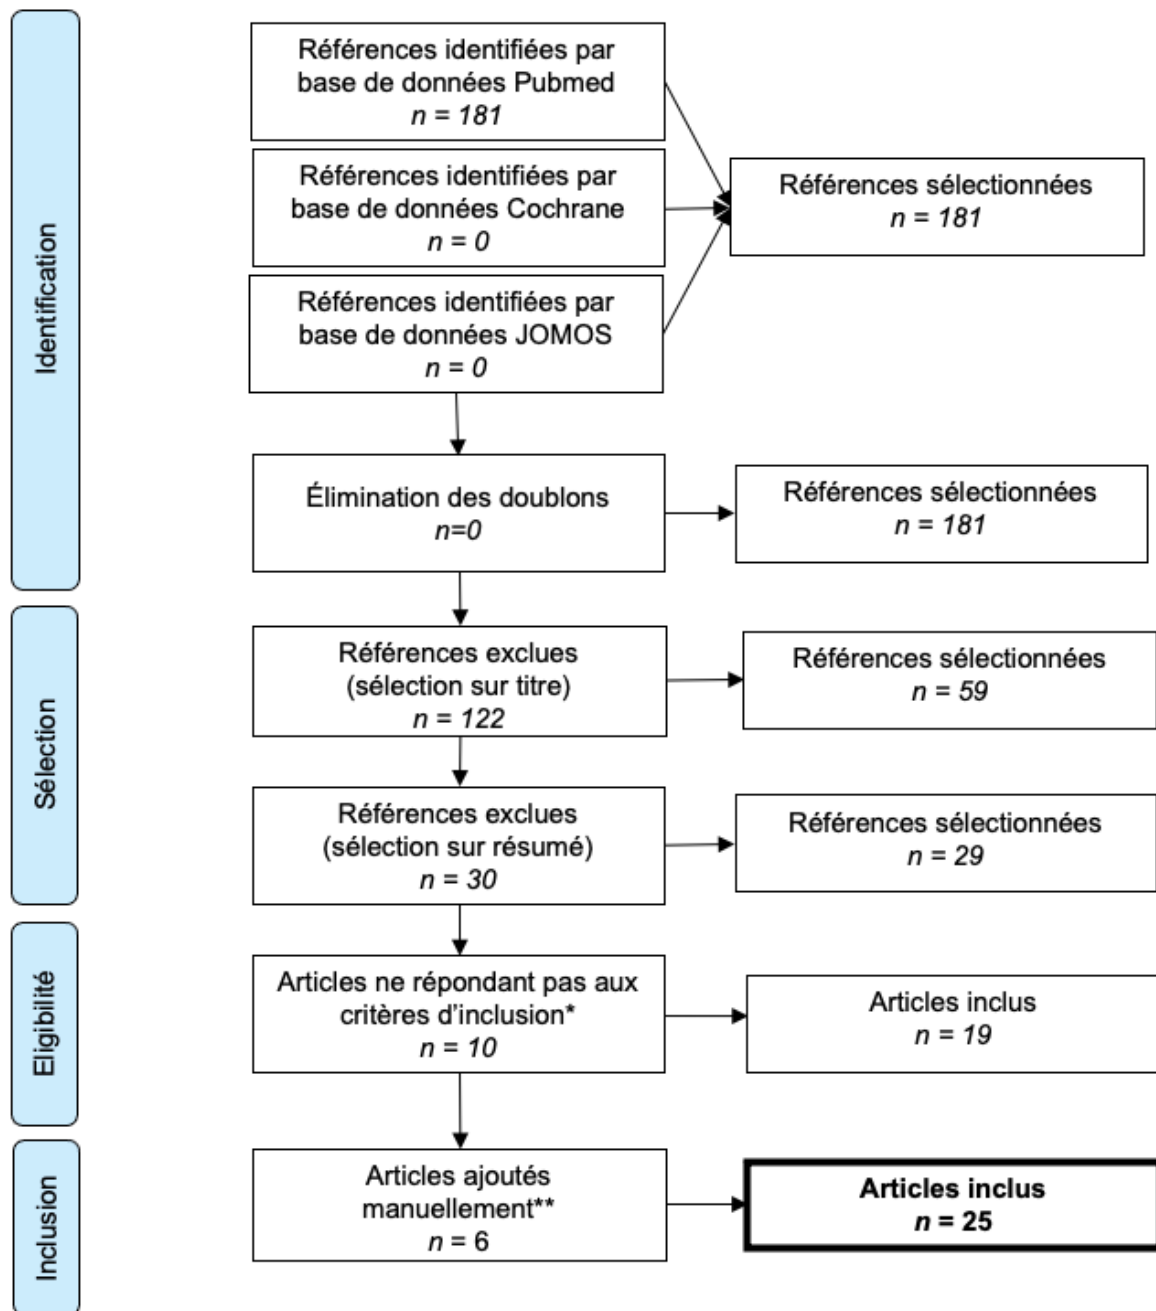 Identification
Références identifiées par
base de données Pubmed
n = 181
Références identifiées par
base de données Cochrane
n = 0
Références identifiées par
base de données JOMOS
n = 0
Références sélectionnées
n = 181
Élimination des doublons
n=0
Références sélectionnées
n = 181
Sélection
Références exclues
(sélection sur titre)
n = 122
Références sélectionnées
n = 59
Références exclues
(sélection sur résumé)
n = 30
Références sélectionnées
n = 29
Eligibilité
Articles ne répondant pas aux
critères d'inclusion*
n = 10
Articles inclus
n = 19
Inclusion
Articles ajoutés
manuellement**
n = 6
Articles inclus
n = 25